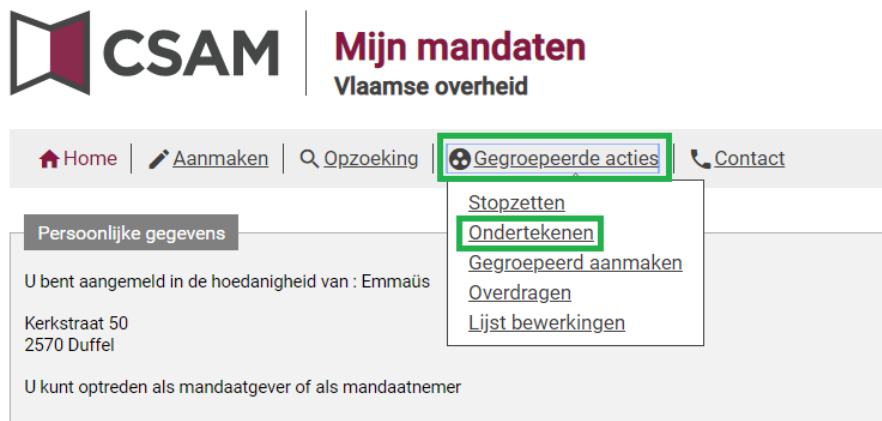 CSAM
Mijn mandaten
Vlaamse overheid
Home Aanmaken Opzoeking Gegroepeerde acties Contact
Stopzetten
Ondertekenen
Gegroepeerd aanmaken
Overdragen
Lijst bewerkingen
Persoonlijke gegevens
U bent aangemeld in de hoedanigheid van : Emmaüs
Kerkstraat 50
2570 Duffel
U kunt optreden als mandaatgever of als mandaatnemer